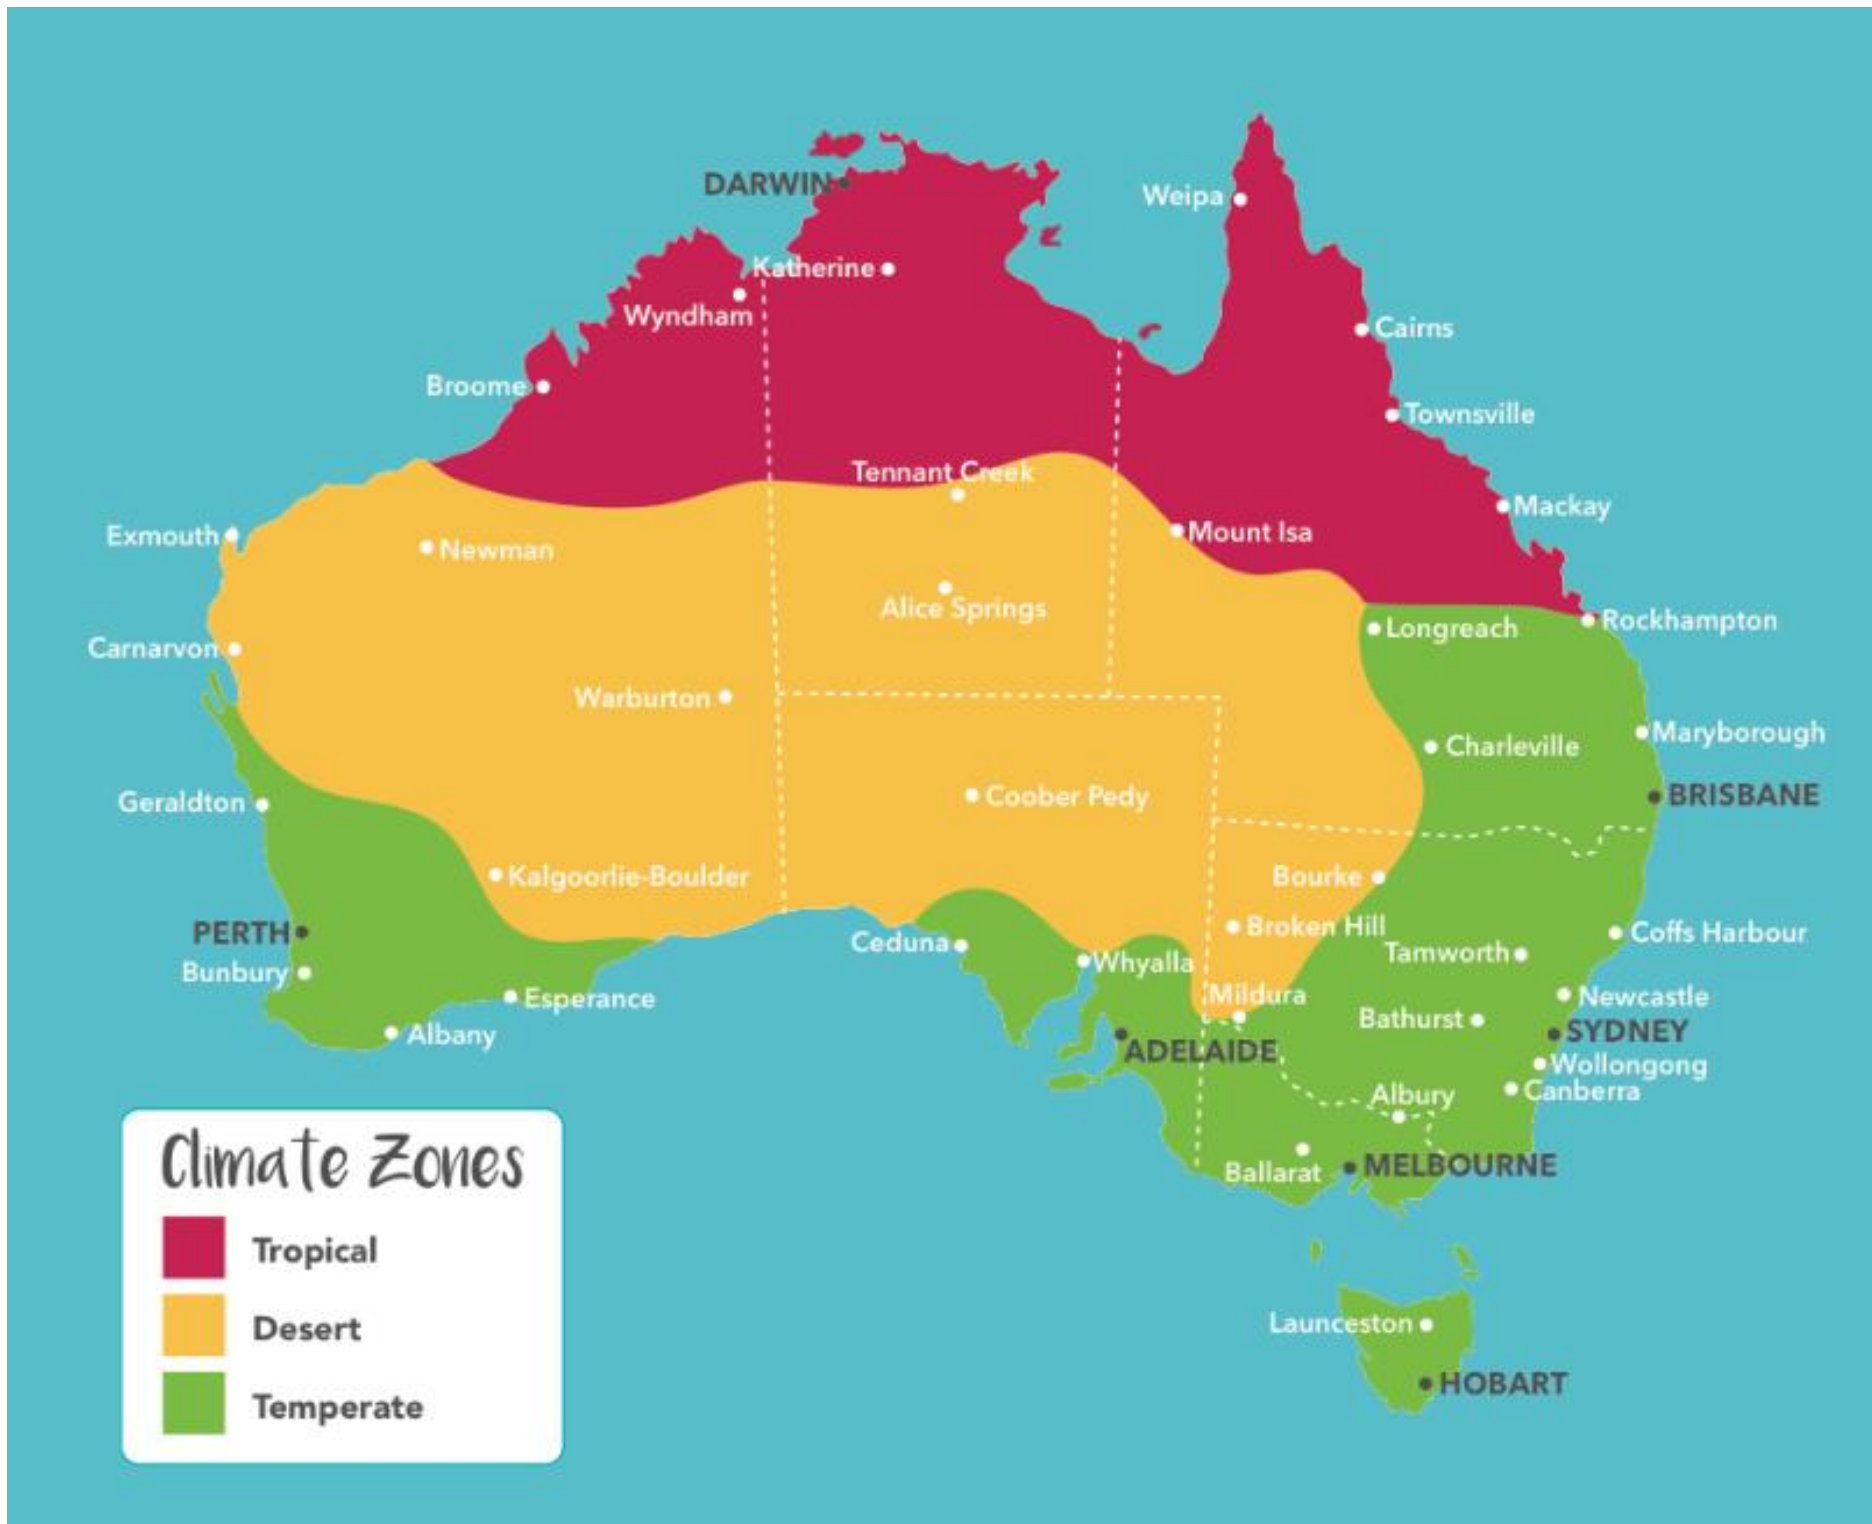 DARWIN
Weipa
Katherine
Wyndham
Cairns
Broome
Townsville
Tennant Creek
Mackay
Exmouth
Newman
Mount Isa
Alice Springs
Longreach
Rockhampton
Carnarvon
Warburton
Charleville
Maryborough
Geraldton
Coober Pedy
BRISBANE
Kalgoorlie-Boulder
Bourke
PERTH
Ceduna
Broken Hill
Coffs Harbour
Tamworth
Bunbury
Whyalla
Esperance
Mildura
Newcastle
Albany
Bathurst
SYDNEY
ADELAIDE
Wollongong
Albury
Canberra
Ballarat
MELBOURNE
Climate Zones
Tropical
Desert
Temperate
Launceston
HOBART